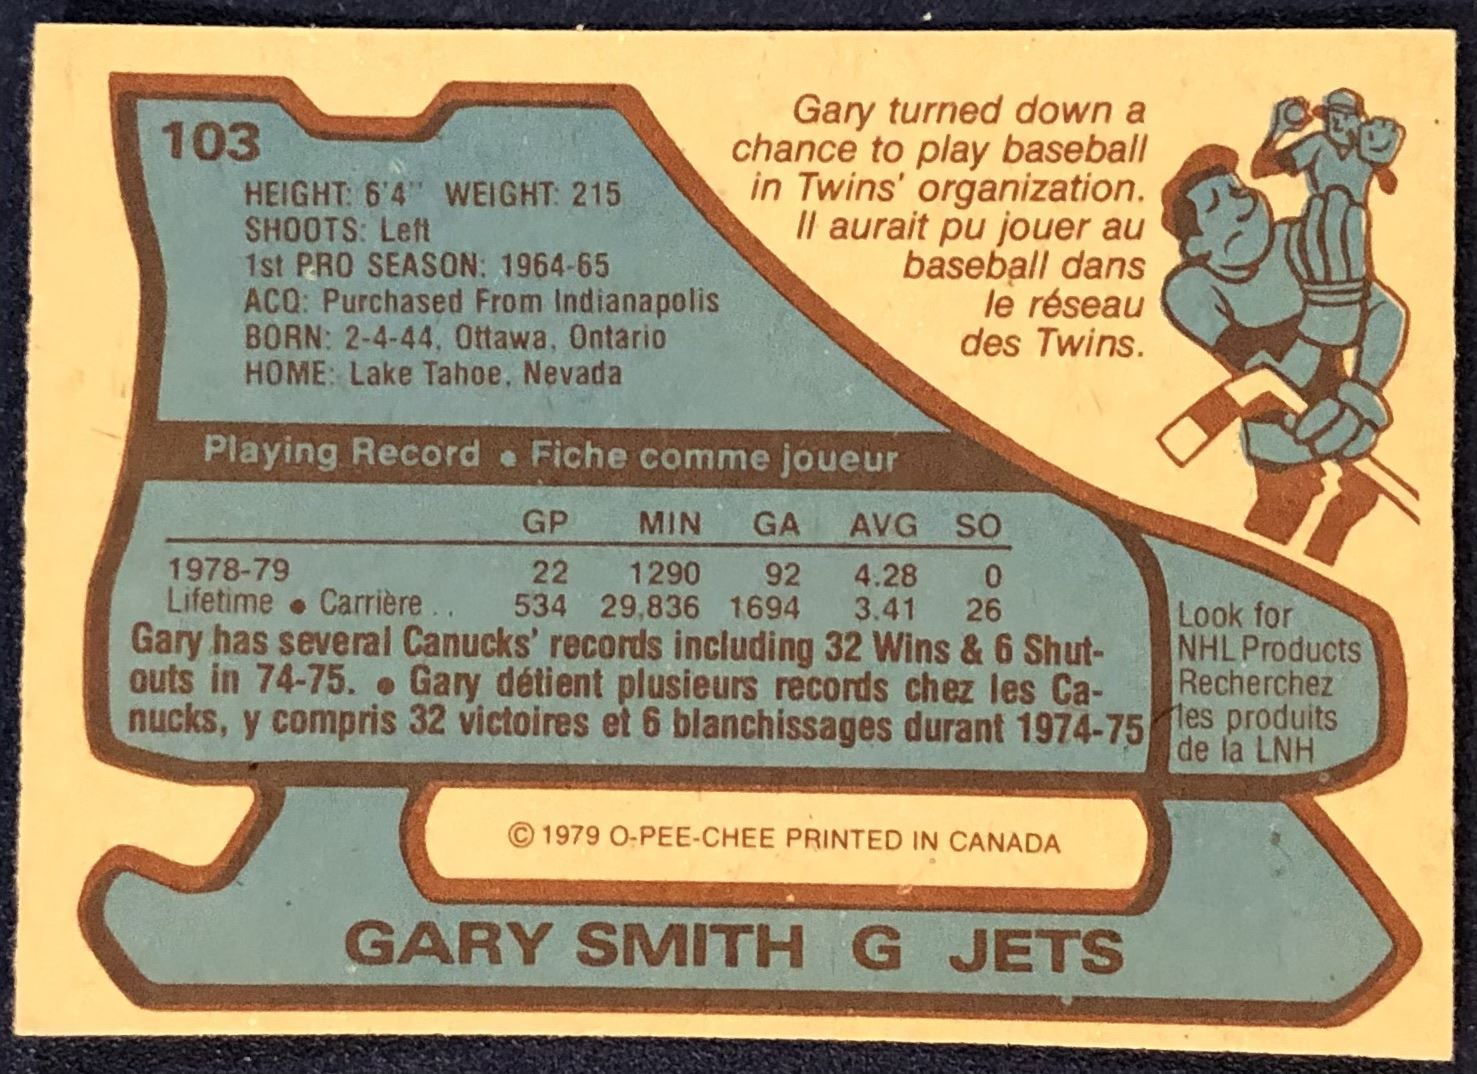 103
HEIGHT: 6'4" WEIGHT: 215
SHOOTS: Left
1st PRO SEASON: 1964-65
ACQ: Purchased From Indianapolis
BORN: 2-4-44, Ottawa, Ontario
HOME: Lake Tahoe, Nevada
Gary turned down a
chance to play baseball
in Twins' organization.
Il aurait pu jouer au
baseball dans
le réseau
des Twins.
Playing Record • Fiche comme joueur
GP MIN GA AVG SO
1978-79 22 1290 92 4.28 0
Lifetime • Carrière .. 534 29,836 1694 3.41 26
Gary has several Canucks' records including 32 Wins & 6 Shut-
outs in 74-75. • Gary détient plusieurs records chez les Ca-
nucks, y compris 32 victoires et 6 blanchissages durant 1974-75
Look for
NHL Products
Recherchez
les produits
de la LNH
© 1979 O-PEE-CHEE PRINTED IN CANADA
GARY SMITH G JETS